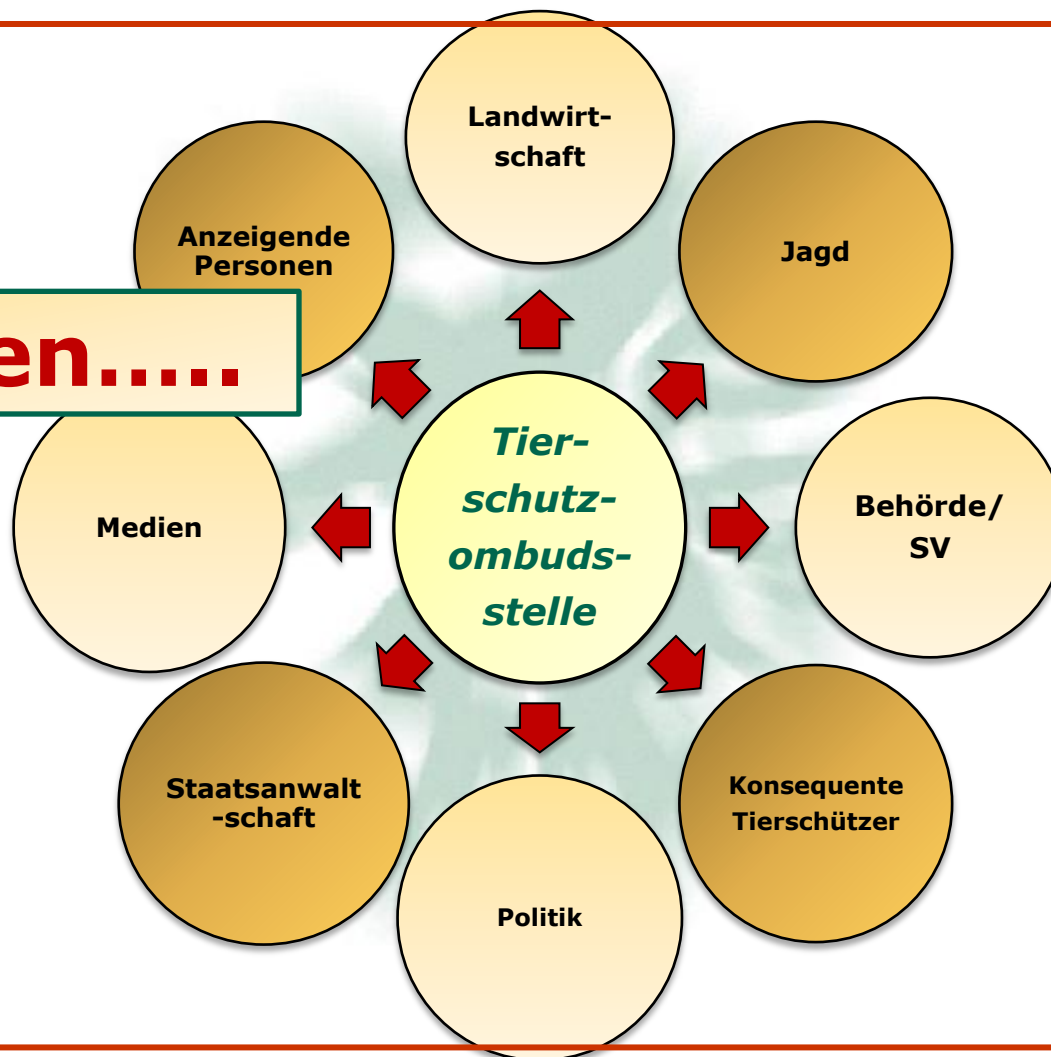 Landwirt-
schaft
Anzeigende
Personen
Jagd
en.....
Medien
Tier-
schutz-
ombuds-
stelle
Behörde/
SV
Staatsanwalt
-schaft
Konsequente
Tierschützer
Politik